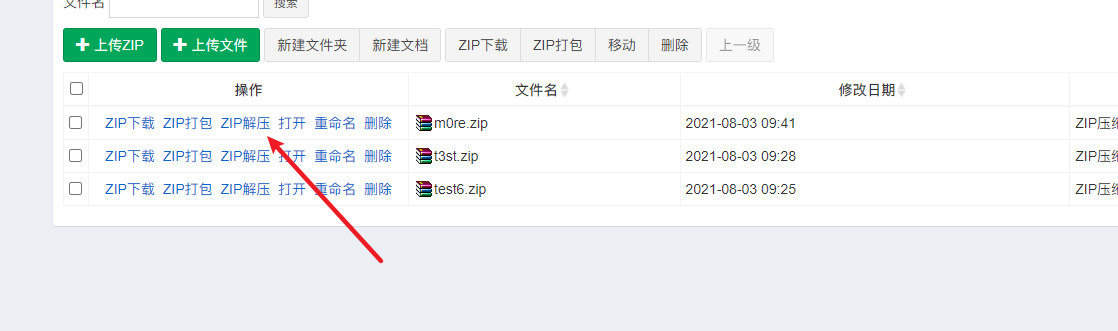 文件名 搜索
上传ZIP 上传文件 新建文件夹 新建文档 ZIP下载 ZIP打包 移动 删除 上一级
操作 文件名 修改日期
ZIP下载 ZIP打包 ZIP解压 打开 重命名 删除 m0re.zip 2021-08-03 09:41 ZIP压缩
ZIP下载 ZIP打包 ZIP解压 打开 重命名 删除 t3st.zip 2021-08-03 09:28 ZIP压缩
ZIP下载 ZIP打包 ZIP解压 打开 重命名 删除 test6.zip 2021-08-03 09:25 ZIP压缩